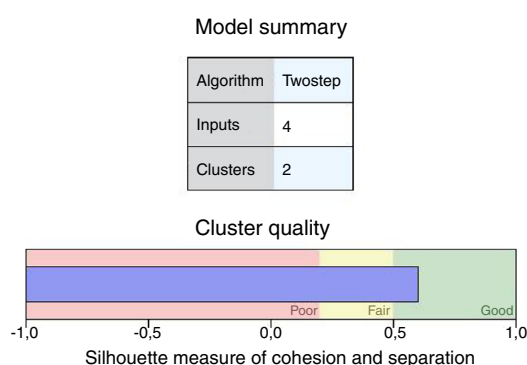 Model summary
Algorithm Twostep
Inputs 4
Clusters 2
Cluster quality
Poor Fair Good
-1,0 -0,5 0,0 0,5 1,0
Silhouette measure of cohesion and separation